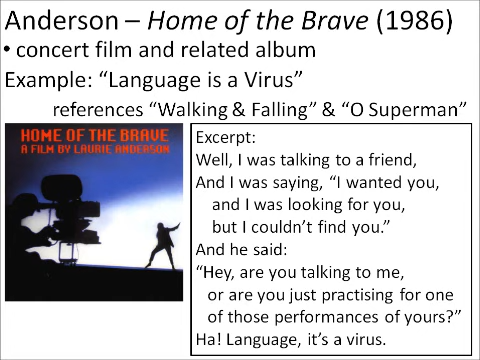 Anderson – Home of the Brave (1986)
• concert film and related album
Example: “Language is a Virus”
references “Walking & Falling” & “O Superman”
HOME OF THE BRAVE
A FILM BY LAURIE ANDERSON
Excerpt:
Well, I was talking to a friend,
And I was saying, “I wanted you,
and I was looking for you,
but I couldn’t find you.”
And he said:
“Hey, are you talking to me,
or are you just practising for one
of those performances of yours?”
Ha! Language, it’s a virus.